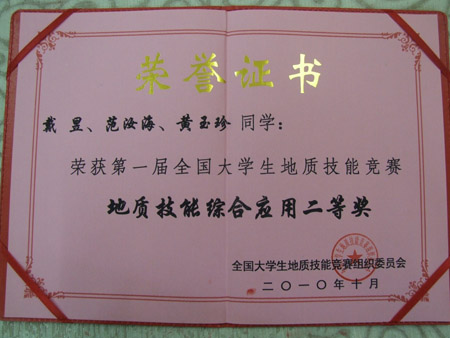 荣誉证书
戴昱、范汝海、黄玉珍 同学：
荣获第一届全国大学生地质技能竞赛
地质技能综合应用二等奖
全国大学生地质技能竞赛组织委员会
二〇一〇年十月